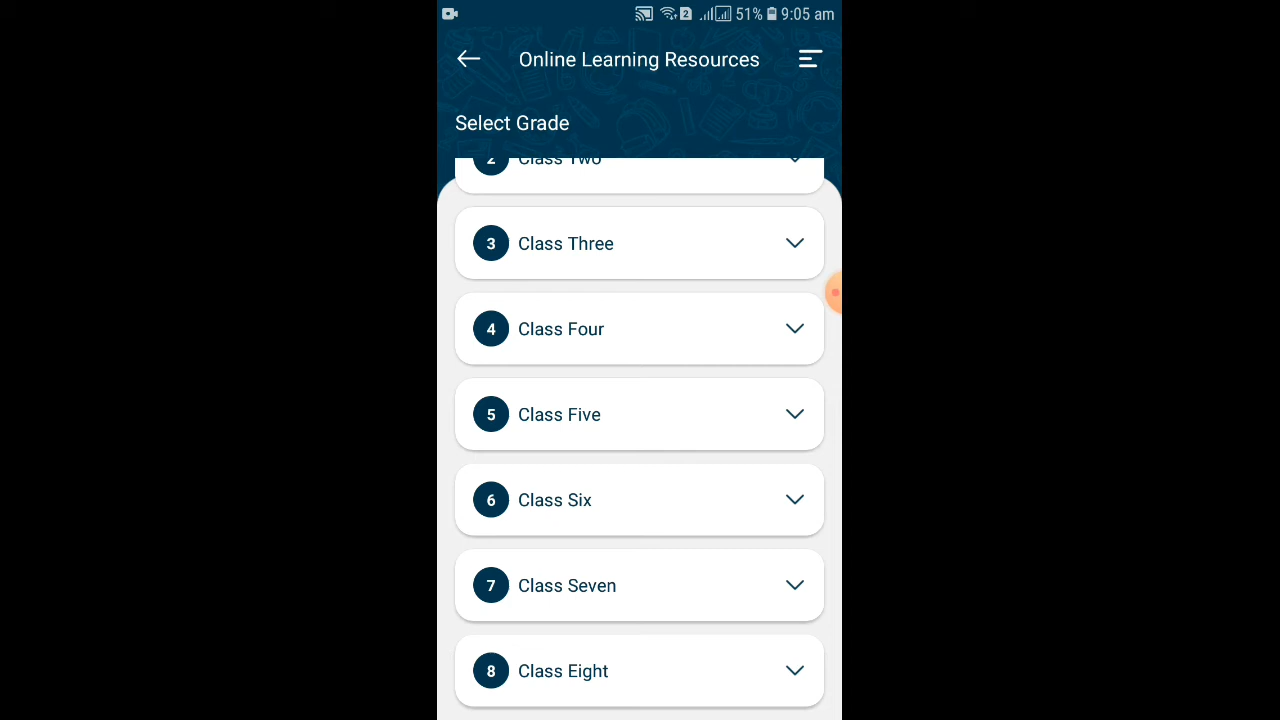 2 51% 9:05 am
Online Learning Resources
Select Grade
2 Class Two
3 Class Three
4 Class Four
5 Class Five
6 Class Six
7 Class Seven
8 Class Eight